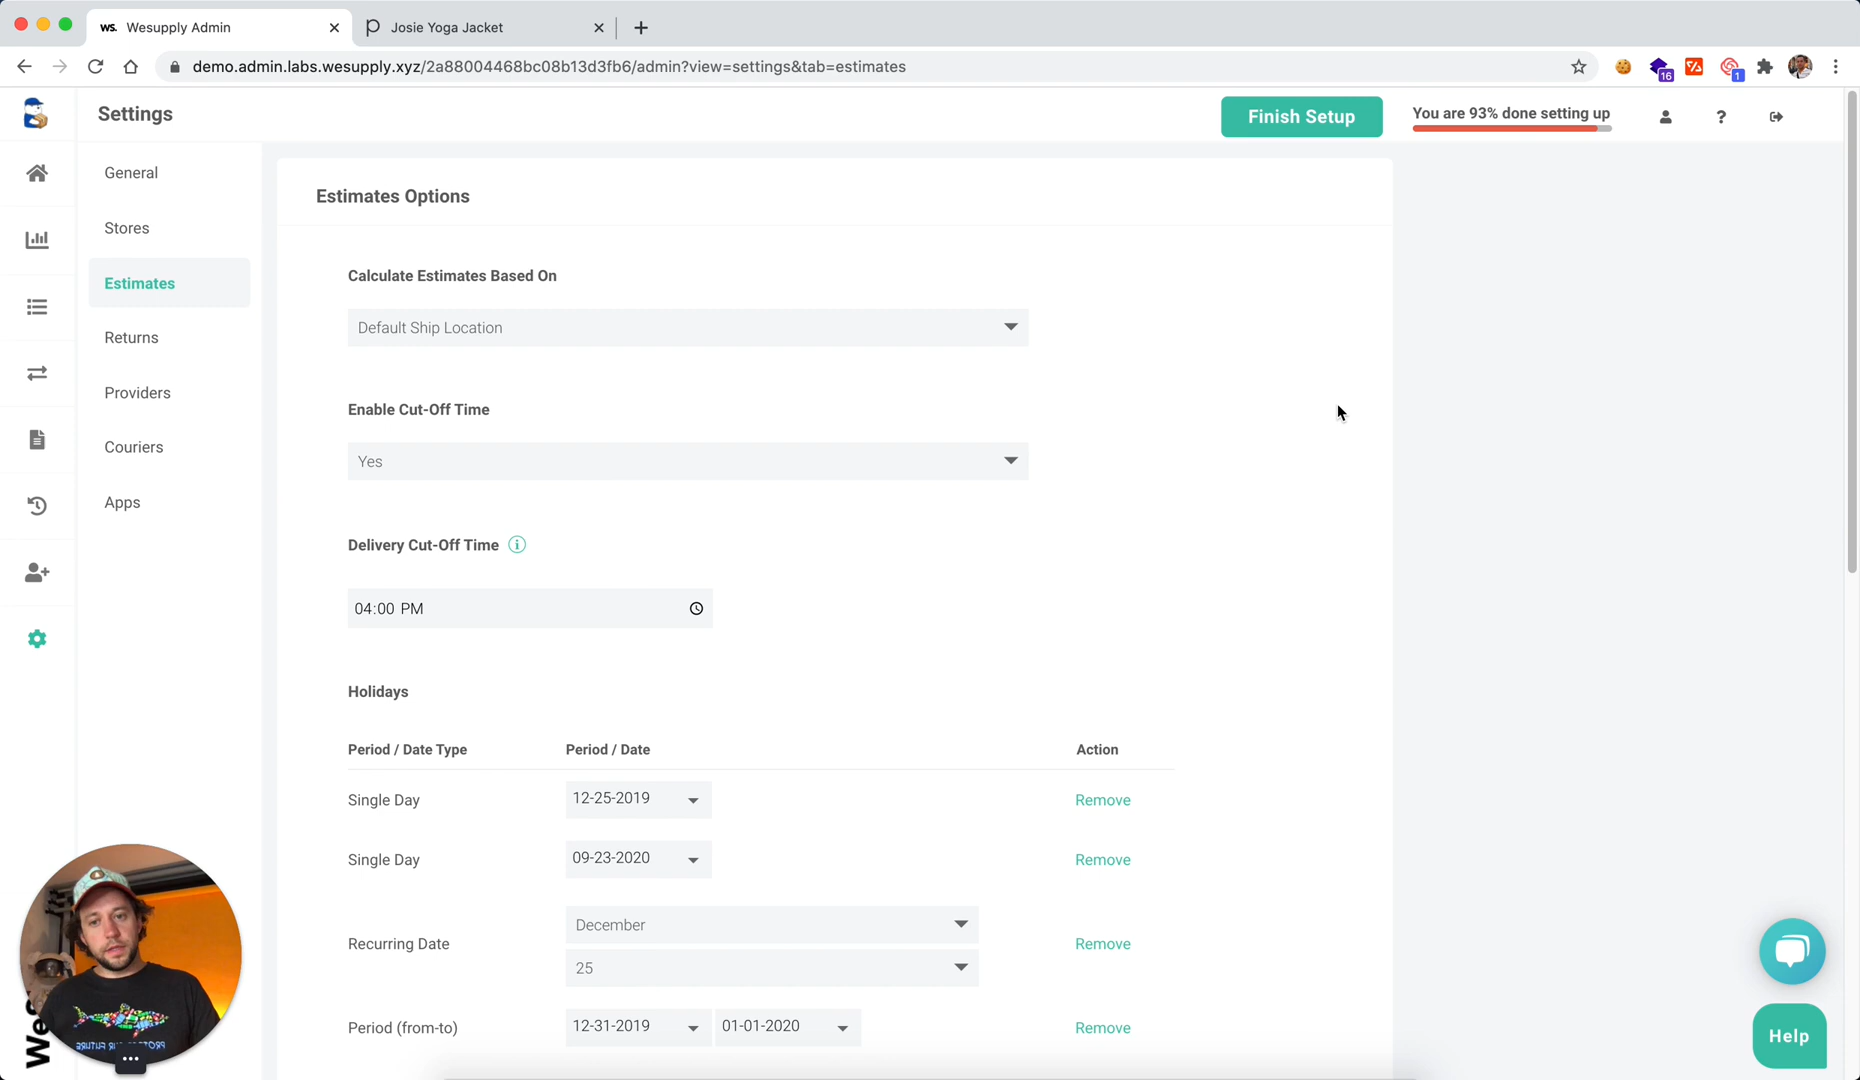 ws. Wesupply Admin
Josie Yoga Jacket
demo.admin.labs.wesupply.xyz/2a88004468bc08b13d3fb6/admin?view=settings&tab=estimates
16
1
Settings
Finish Setup
You are 93% done setting up
?
General
Stores
Estimates
Returns
Providers
Couriers
Apps
Estimates Options
Calculate Estimates Based On
Default Ship Location
Enable Cut-Off Time
Yes
Delivery Cut-Off Time
04:00 PM
Holidays
Period / Date Type
Period / Date
Action
Single Day
12-25-2019
Remove
Single Day
09-23-2020
Remove
Recurring Date
December
25
Remove
Period (from-to)
12-31-2019
01-01-2020
Remove
Help